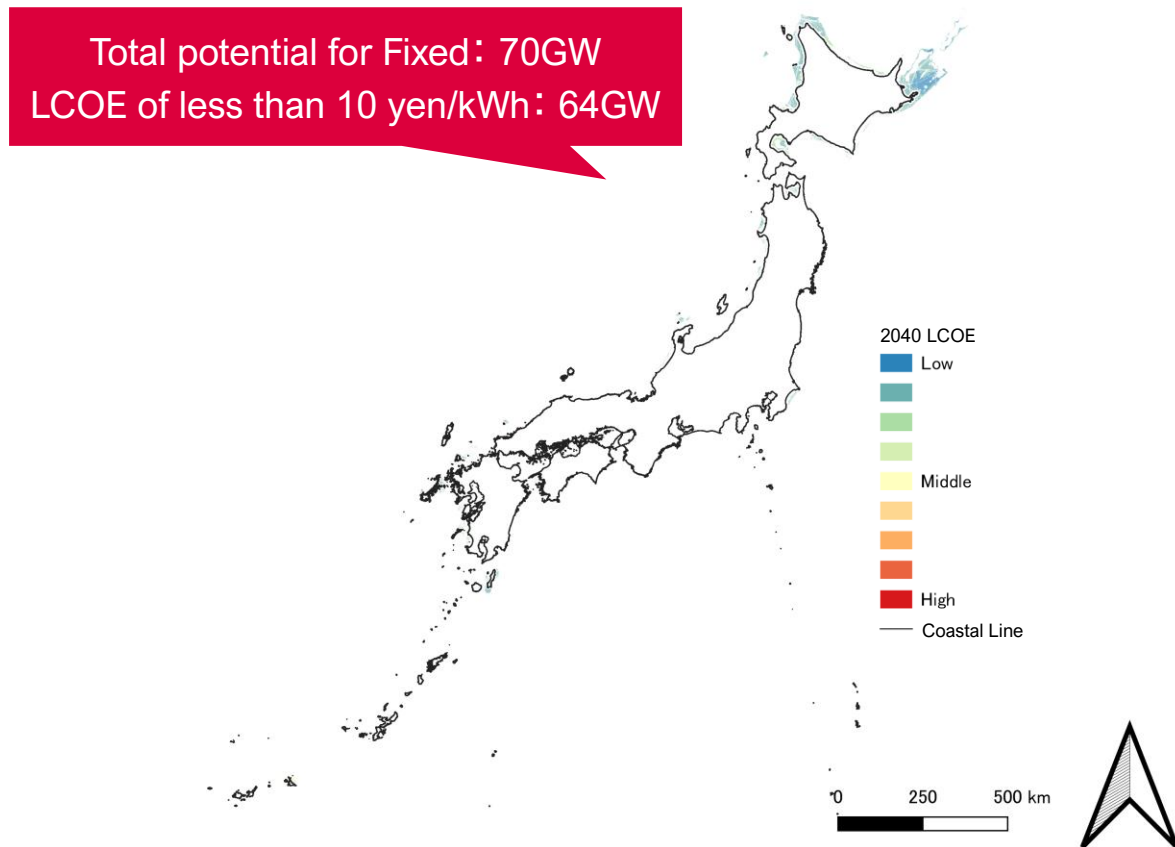 Total potential for Fixed：70GW
LCOE of less than 10 yen/kWh：64GW
2040 LCOE
Low
Middle
High
Coastal Line
0 250 500 km